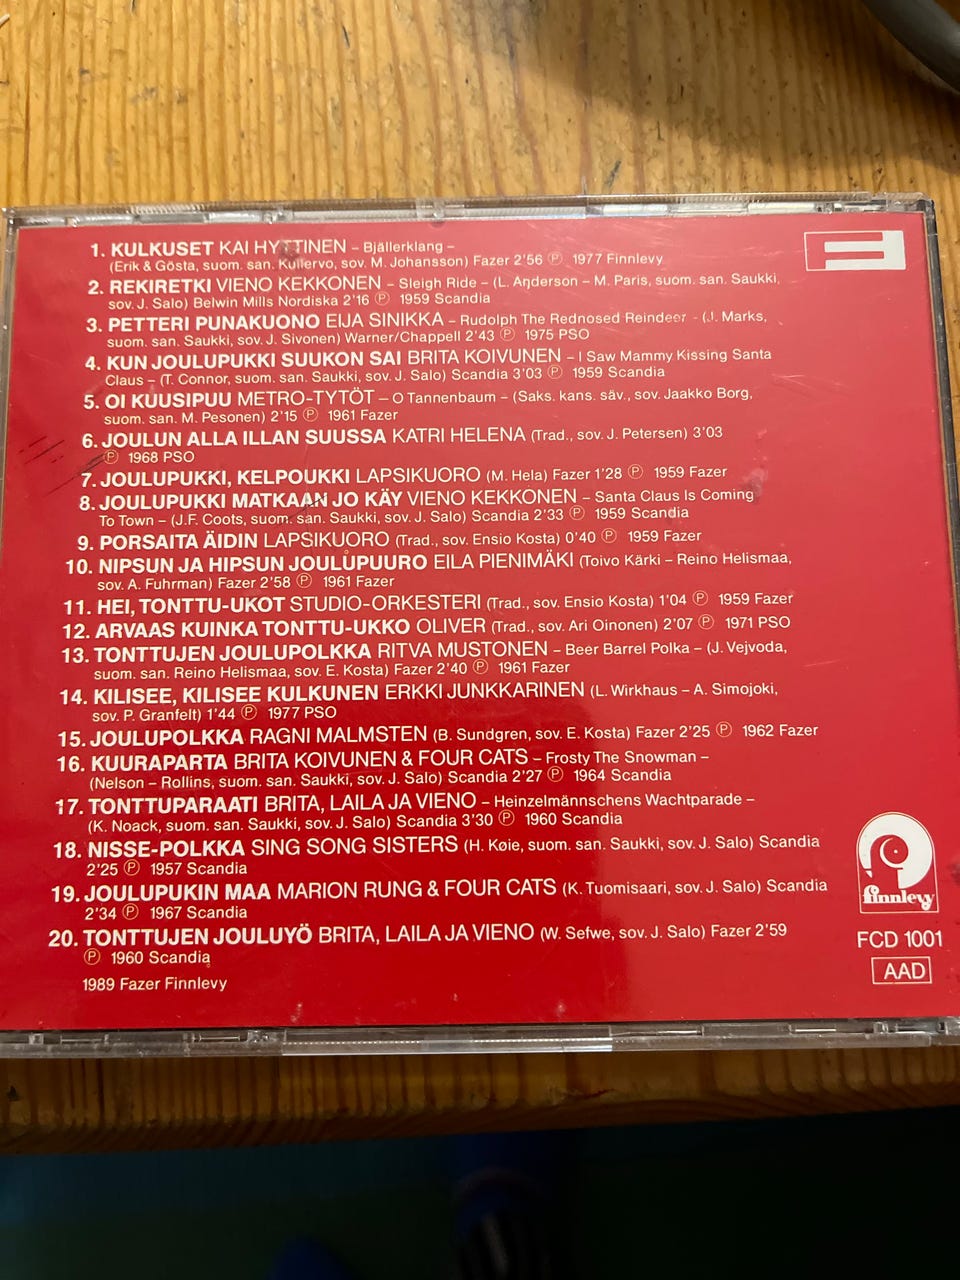 1. KULKUSET KAI HYTTINEN – Bjällerklang –
(Erik & Gösta, suom. san. Kullervo, sov. M. Johansson) Fazer 2'56 Ⓟ 1977 Finnlevy
2. REKIRETKI VIENO KEKKONEN – Sleigh Ride – (L. Anderson – M. Paris, suom. san. Saukki,
sov. J. Salo) Belwin Mills Nordiska 2'16 Ⓟ 1959 Scandia
3. PETTERI PUNAKUONO EIJA SINIKKA – Rudolph The Rednosed Reindeer - (J. Marks,
suom. san. Saukki, sov. J. Sivonen) Warner/Chappell 2'43 Ⓟ 1975 PSO
4. KUN JOULUPUKKI SUUKON SAI BRITA KOIVUNEN – I Saw Mammy Kissing Santa
Claus – (T. Connor, suom. san. Saukki, sov. J. Salo) Scandia 3'03 Ⓟ 1959 Scandia
5. OI KUUSIPUU METRO-TYTÖT – O Tannenbaum – (Saks. kans. säv., sov. Jaakko Borg,
suom. san. M. Pesonen) 2'15 Ⓟ 1961 Fazer
6. JOULUN ALLA ILLAN SUUSSA KATRI HELENA (Trad., sov. J. Petersen) 3'03
Ⓟ 1968 PSO
7. JOULUPUKKI, KELPOUKKI LAPSIKUORO (M. Hela) Fazer 1'28 Ⓟ 1959 Fazer
8. JOULUPUKKI MATKAAN JO KÄY VIENO KEKKONEN – Santa Claus Is Coming
To Town – (J.F. Coots, suom. san. Saukki, sov. J. Salo) Scandia 2'33 Ⓟ 1959 Scandia
9. PORSAITA ÄIDIN LAPSIKUORO (Trad., sov. Ensio Kosta) 0'40 Ⓟ 1959 Fazer
10. NIPSUN JA HIPSUN JOULUPUURO EILA PIENIMÄKI (Toivo Kärki – Reino Helismaa,
sov. A. Fuhrman) Fazer 2'58 Ⓟ 1961 Fazer
11. HEI, TONTTU-UKOT STUDIO-ORKESTERI (Trad., sov. Ensio Kosta) 1'04 Ⓟ 1959 Fazer
12. ARVAAS KUINKA TONTTU-UKKO OLIVER (Trad., sov. Ari Oinonen) 2'07 Ⓟ 1971 PSO
13. TONTTUJEN JOULUPOLKKA RITVA MUSTONEN – Beer Barrel Polka – (J. Vejvoda,
suom. san. Reino Helismaa, sov. E. Kosta) Fazer 2'40 Ⓟ 1961 Fazer
14. KILISEE, KILISEE KULKUNEN ERKKI JUNKKARINEN (L. Wirkhaus – A. Simojoki,
sov. P. Granfelt) 1'44 Ⓟ 1977 PSO
15. JOULUPOLKKA RAGNI MALMSTEN (B. Sundgren, sov. E. Kosta) Fazer 2'25 Ⓟ 1962 Fazer
16. KUURAPARTA BRITA KOIVUNEN & FOUR CATS – Frosty The Snowman –
(Nelson – Rollins, suom. san. Saukki, sov. J. Salo) Scandia 2'27 Ⓟ 1964 Scandia
17. TONTTUPARAATI BRITA, LAILA JA VIENO – Heinzelmännschens Wachtparade –
(K. Noack, suom. san. Saukki, sov. J. Salo) Scandia 3'30 Ⓟ 1960 Scandia
18. NISSE-POLKKA SING SONG SISTERS (H. Køie, suom. san. Saukki, sov. J. Salo) Scandia
2'25 Ⓟ 1957 Scandia
19. JOULUPUKIN MAA MARION RUNG & FOUR CATS (K. Tuomisaari, sov. J. Salo) Scandia
2'34 Ⓟ 1967 Scandia
20. TONTTUJEN JOULUYÖ BRITA, LAILA JA VIENO (W. Sefwe, sov. J. Salo) Fazer 2'59
Ⓟ 1960 Scandia
1989 Fazer Finnlevy
finnlevy
FCD 1001
AAD